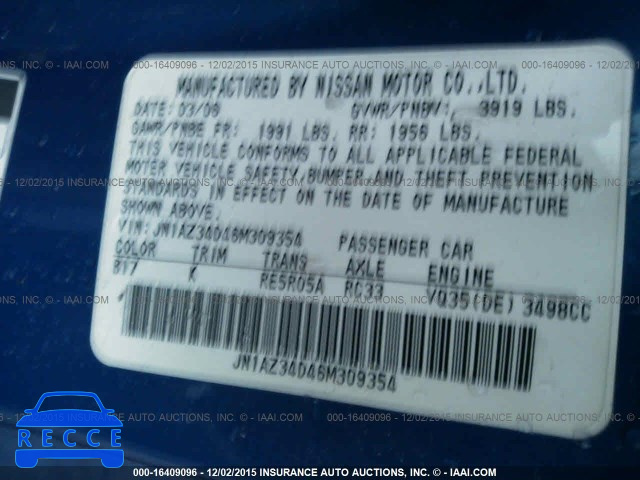 000-16409096 - 12/02/2015 INSURANCE AUTO AUCTIONS, INC. - © IAAI.COM
MANUFACTURED BY NISSAN MOTOR CO.,LTD.
DATE: 03/06 GVWR/PNBV: 3919 LBS.
GAWR/PNBE FR: 1991 LBS. RR: 1956 LBS.
THIS VEHICLE CONFORMS TO ALL APPLICABLE FEDERAL
MOTOR VEHICLE SAFETY,BUMPER AND THEFT PREVENTION
STANDARDS IN EFFECT ON THE DATE OF MANUFACTURE
SHOWN ABOVE.
VIN: JN1AZ34D46M309354 PASSENGER CAR
COLOR TRIM TRANS AXLE ENGINE
B17 K RE5R05A RC33 VQ35(DE) 3498CC
JN1AZ34D46M309354
RECCE
000-16409096 - 12/02/2015 INSURANCE AUTO AUCTIONS, INC. - © IAAI.COM